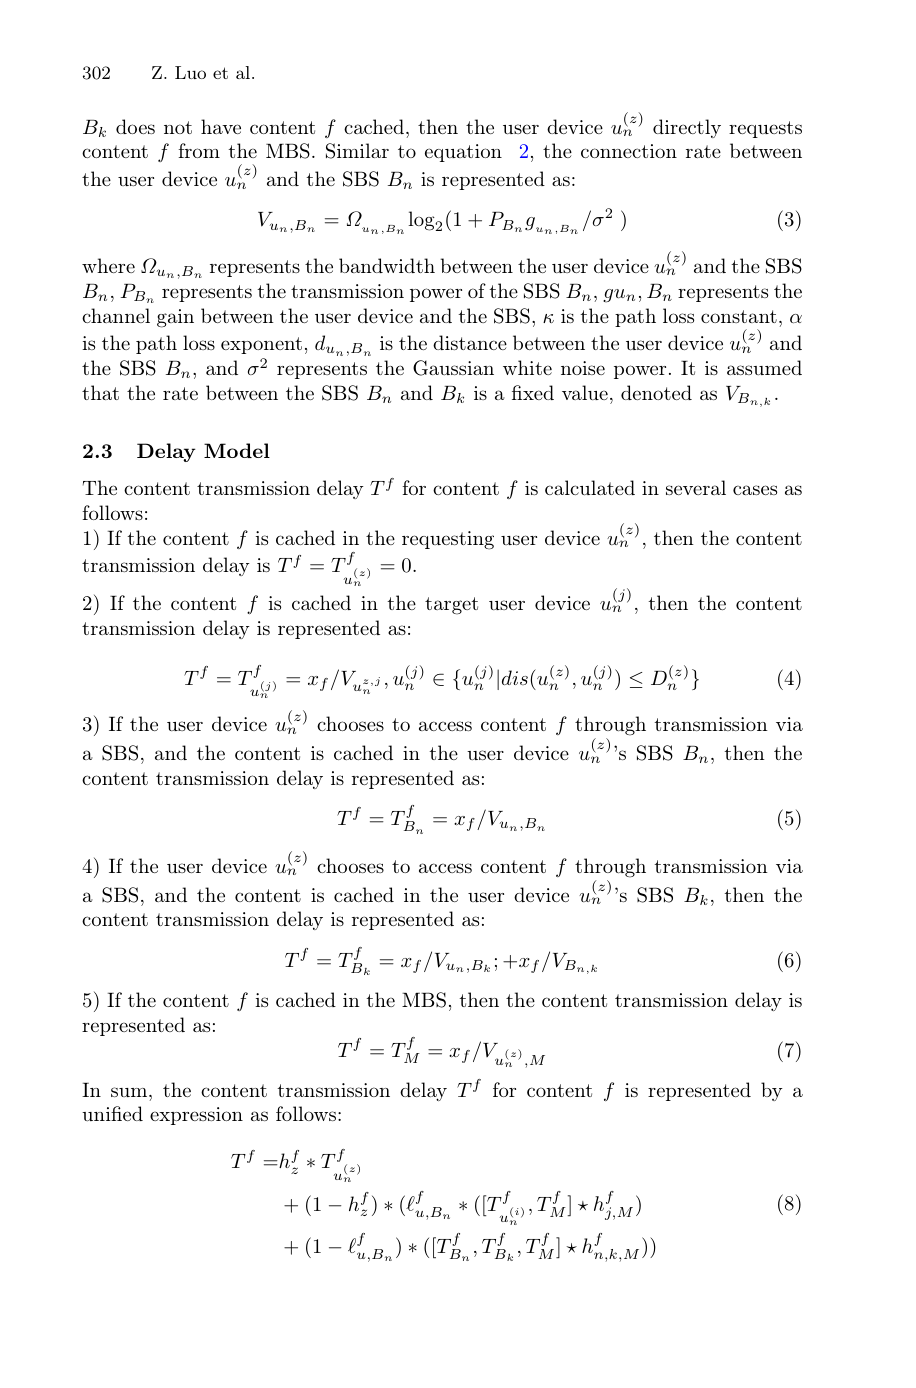 302 Z. Luo et al.
B_k does not have content f cached, then the user device u_n^{(z)} directly requests
content f from the MBS. Similar to equation 2, the connection rate between
the user device u_n^{(z)} and the SBS B_n is represented as:
V_{u_n,B_n} = Ω_{u_n,B_n} log_2(1 + P_{B_n} g_{u_n,B_n}/σ^2 ) (3)
where Ω_{u_n,B_n} represents the bandwidth between the user device u_n^{(z)} and the SBS
B_n, P_{B_n} represents the transmission power of the SBS B_n, gu_n, B_n represents the
channel gain between the user device and the SBS, κ is the path loss constant, α
is the path loss exponent, d_{u_n,B_n} is the distance between the user device u_n^{(z)} and
the SBS B_n, and σ^2 represents the Gaussian white noise power. It is assumed
that the rate between the SBS B_n and B_k is a fixed value, denoted as V_{B_{n,k}}.
2.3 Delay Model
The content transmission delay T^f for content f is calculated in several cases as
follows:
1) If the content f is cached in the requesting user device u_n^{(z)}, then the content
transmission delay is T^f = T^f_{u_n^{(z)}} = 0.
2) If the content f is cached in the target user device u_n^{(j)}, then the content
transmission delay is represented as:
T^f = T^f_{u_n^{(j)}} = x_f/V_{u_n^{z,j}}, u_n^{(j)} ∈ {u_n^{(j)}|dis(u_n^{(z)}, u_n^{(j)}) ≤ D_n^{(z)}} (4)
3) If the user device u_n^{(z)} chooses to access content f through transmission via
a SBS, and the content is cached in the user device u_n^{(z)}'s SBS B_n, then the
content transmission delay is represented as:
T^f = T^f_{B_n} = x_f/V_{u_n,B_n} (5)
4) If the user device u_n^{(z)} chooses to access content f through transmission via
a SBS, and the content is cached in the user device u_n^{(z)}'s SBS B_k, then the
content transmission delay is represented as:
T^f = T^f_{B_k} = x_f/V_{u_n,B_k}; +x_f/V_{B_{n,k}} (6)
5) If the content f is cached in the MBS, then the content transmission delay is
represented as:
T^f = T^f_M = x_f/V_{u_n^{(z)},M} (7)
In sum, the content transmission delay T^f for content f is represented by a
unified expression as follows:
T^f =h_z^f ∗ T^f_{u_n^{(z)}}
+ (1 − h_z^f) ∗ (ℓ^f_{u,B_n} ∗ ([T^f_{u_n^{(i)}}, T^f_M] ⋆ h^f_{j,M}) (8)
+ (1 − ℓ^f_{u,B_n}) ∗ ([T^f_{B_n}, T^f_{B_k}, T^f_M] ⋆ h^f_{n,k,M}))